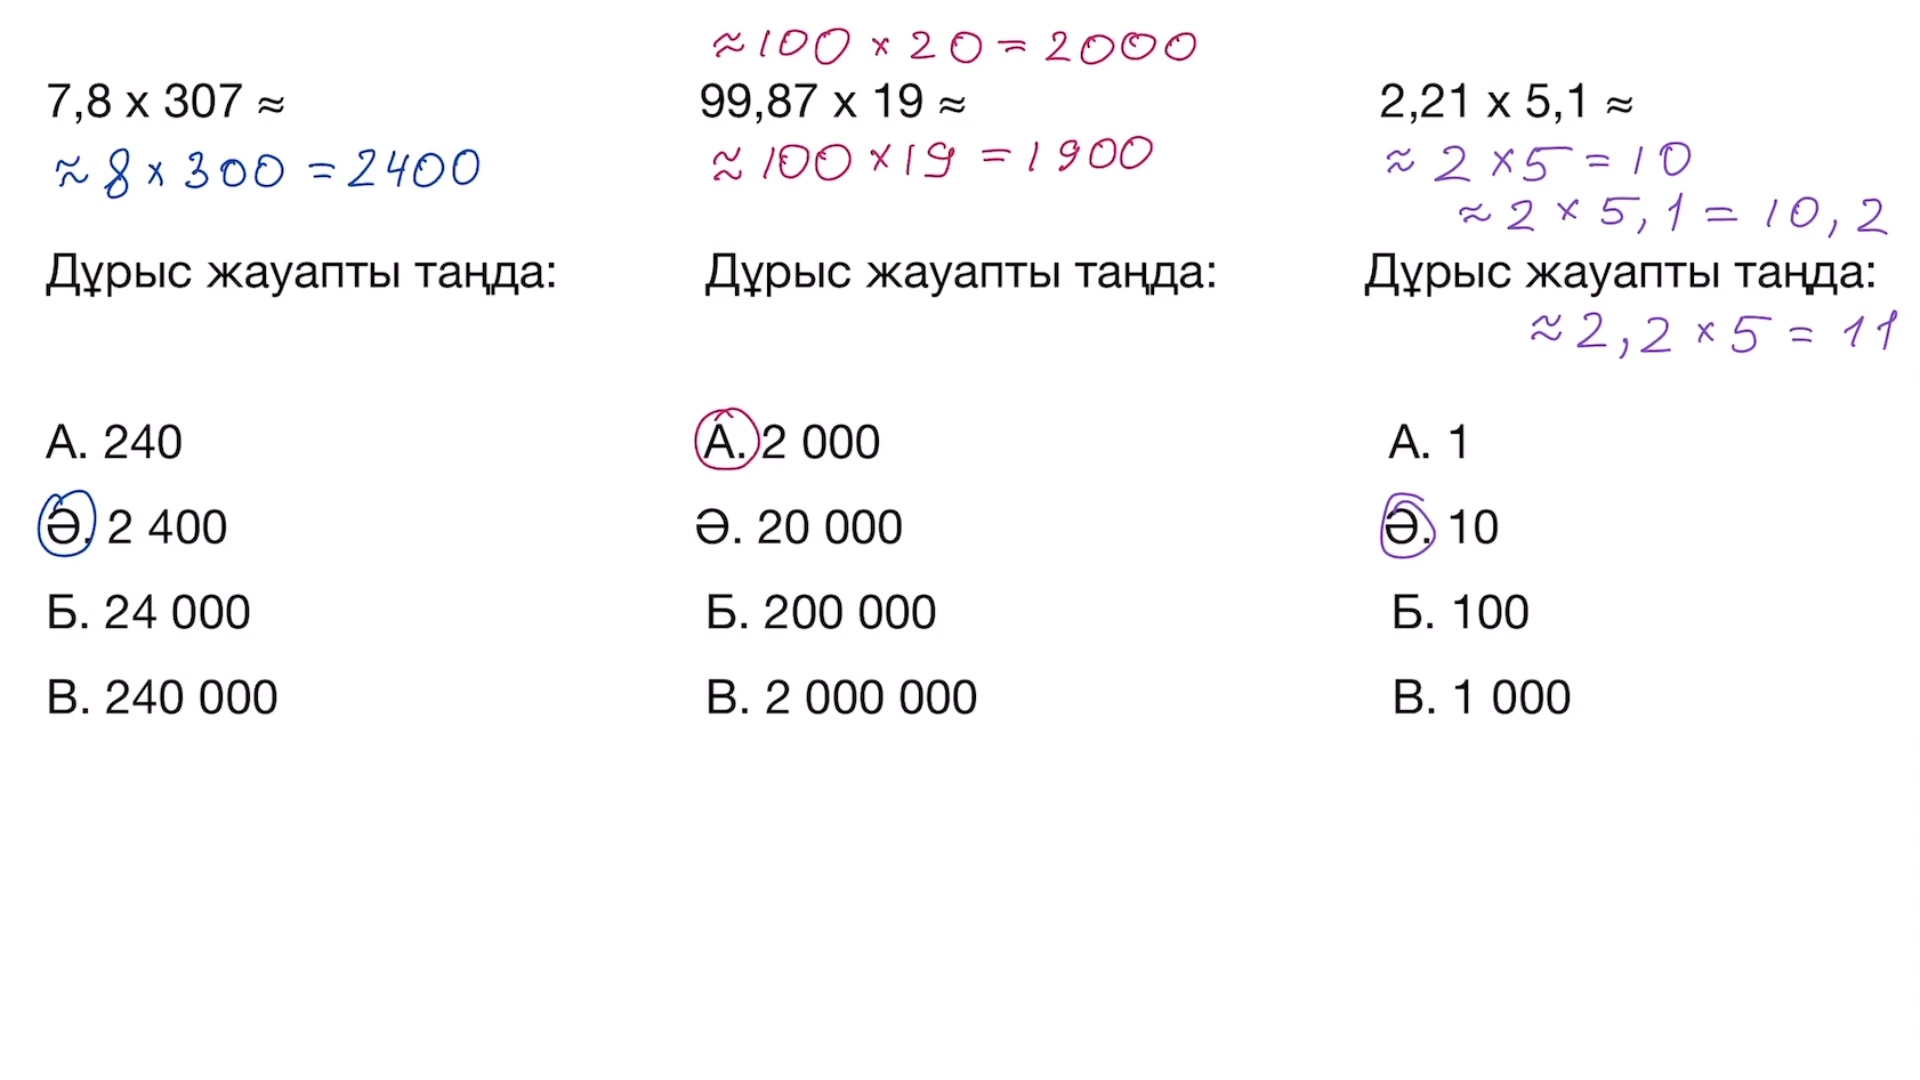 7,8 x 307 ≈
≈ 8 × 300 = 2400
Дұрыс жауапты таңда:
А. 240
Ә. 2 400
Б. 24 000
В. 240 000
≈ 100 × 20 = 2000
99,87 x 19 ≈
≈ 100 × 19 = 1900
Дұрыс жауапты таңда:
А. 2 000
Ә. 20 000
Б. 200 000
В. 2 000 000
2,21 x 5,1 ≈
≈ 2 × 5 = 10
≈ 2 × 5,1 = 10,2
Дұрыс жауапты таңда:
≈ 2,2 × 5 = 11
А. 1
Ә. 10
Б. 100
В. 1 000